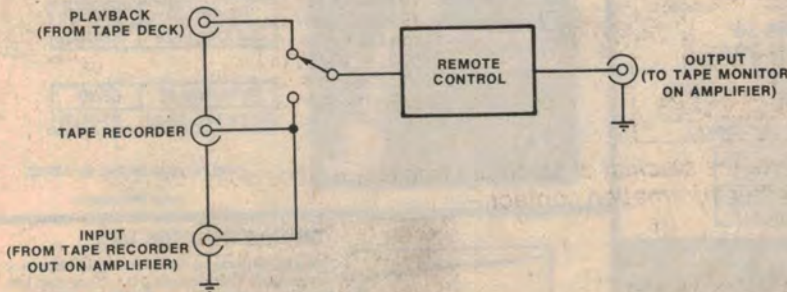 PLAYBACK
(FROM TAPE DECK)
REMOTE
CONTROL
OUTPUT
(TO TAPE MONITOR
ON AMPLIFIER)
TAPE RECORDER
INPUT
(FROM TAPE RECORDER
OUT ON AMPLIFIER)